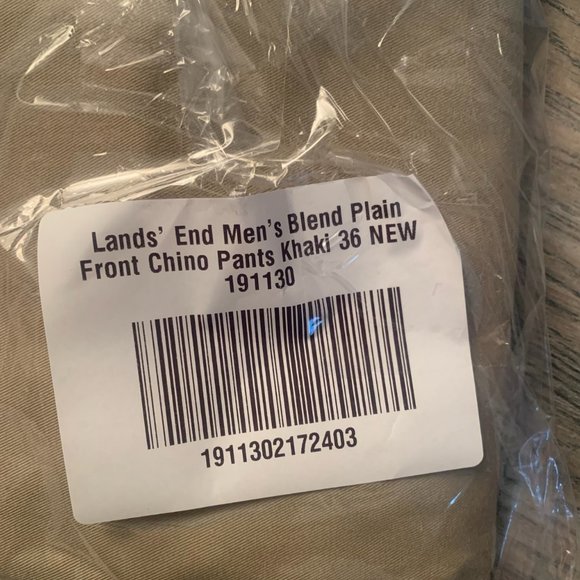 Lands' End Men's Blend Plain
Front Chino Pants Khaki 36 NEW
191130
1911302172403